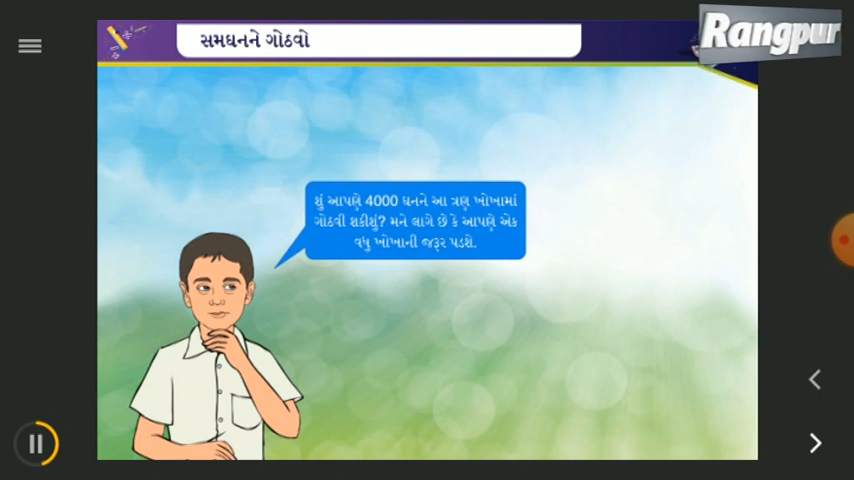 સમઘનને ગોઠવો
Rangpur
શું આપણે 4000 ઘનને આ ત્રણ ખોખામાં
ગોઠવી શકીશું? મને લાગે છે કે આપણે એક
વધુ ખોખાની જરૂર પડશે.